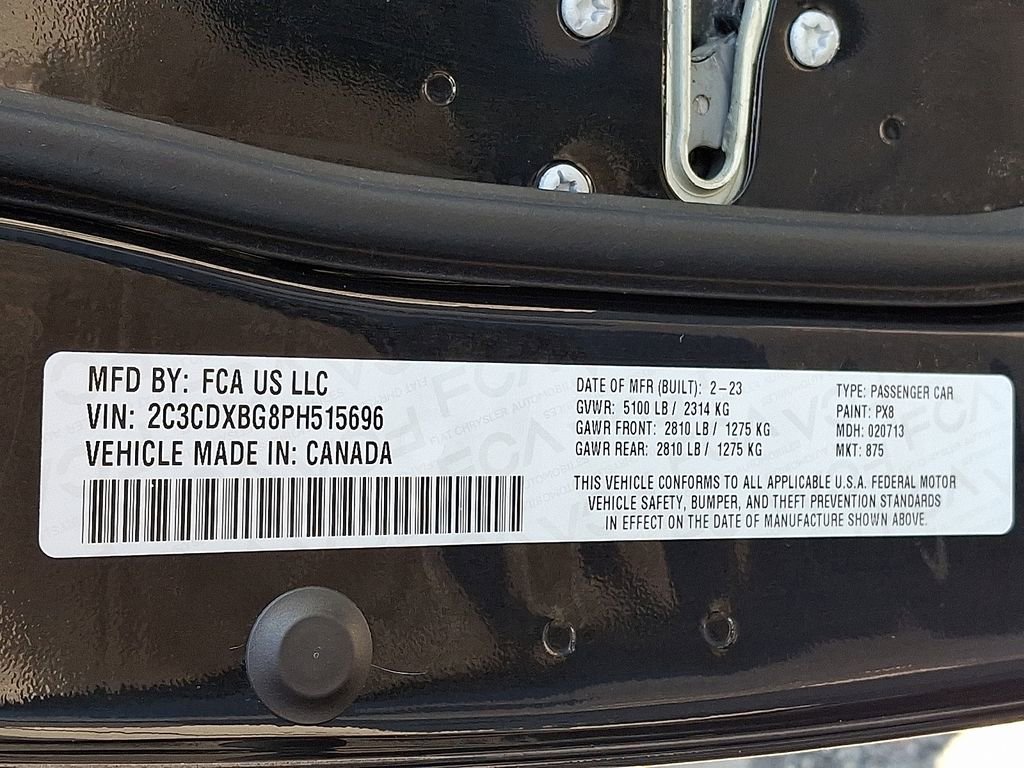 MFD BY: FCA US LLC
VIN: 2C3CDXBG8PH515696
VEHICLE MADE IN: CANADA
DATE OF MFR (BUILT): 2-23
GVWR: 5100 LB / 2314 KG
GAWR FRONT: 2810 LB / 1275 KG
GAWR REAR: 2810 LB / 1275 KG
TYPE: PASSENGER CAR
PAINT: PX8
MDH: 020713
MKT: 875
THIS VEHICLE CONFORMS TO ALL APPLICABLE U.S.A. FEDERAL MOTOR
VEHICLE SAFETY, BUMPER, AND THEFT PREVENTION STANDARDS
IN EFFECT ON THE DATE OF MANUFACTURE SHOWN ABOVE.